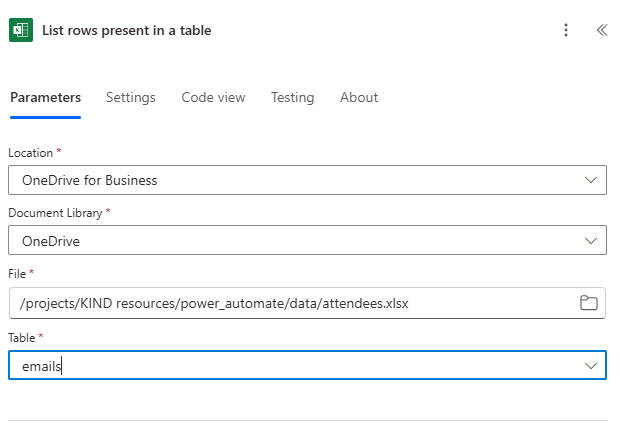 List rows present in a table
Parameters Settings Code view Testing About
Location *
OneDrive for Business
Document Library *
OneDrive
File *
/projects/KIND resources/power_automate/data/attendees.xlsx
Table *
emails